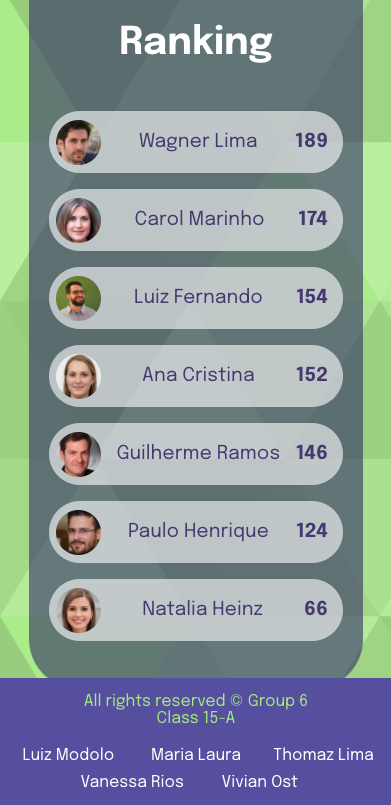 Ranking
Wagner Lima 189
Carol Marinho 174
Luiz Fernando 154
Ana Cristina 152
Guilherme Ramos 146
Paulo Henrique 124
Natalia Heinz 66
All rights reserved © Group 6
Class 15-A
Luiz Modolo Maria Laura Thomaz Lima
Vanessa Rios Vivian Ost